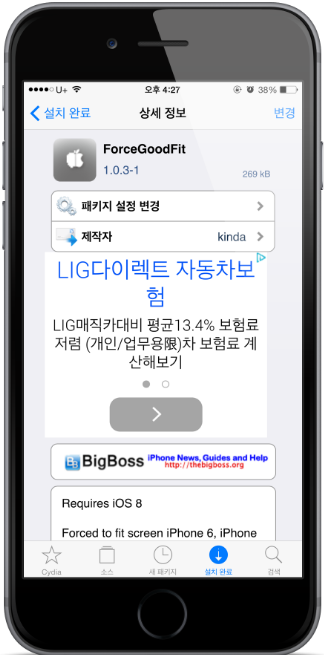 U+ 오후 4:27 38%
설치 완료 상세 정보 변경
ForceGoodFit
1.0.3-1 269 kB
패키지 설정 변경
제작자 kinda
LIG다이렉트 자동차보
험
LIG매직카대비 평균13.4% 보험료
저렴 (개인/업무용限)차 보험료 계
산해보기
BigBoss iPhone News, Guides and Help
http://thebigboss.org
Requires iOS 8
Forced to fit screen iPhone 6, iPhone
Cydia 소스 새 패키지 설치 완료 검색